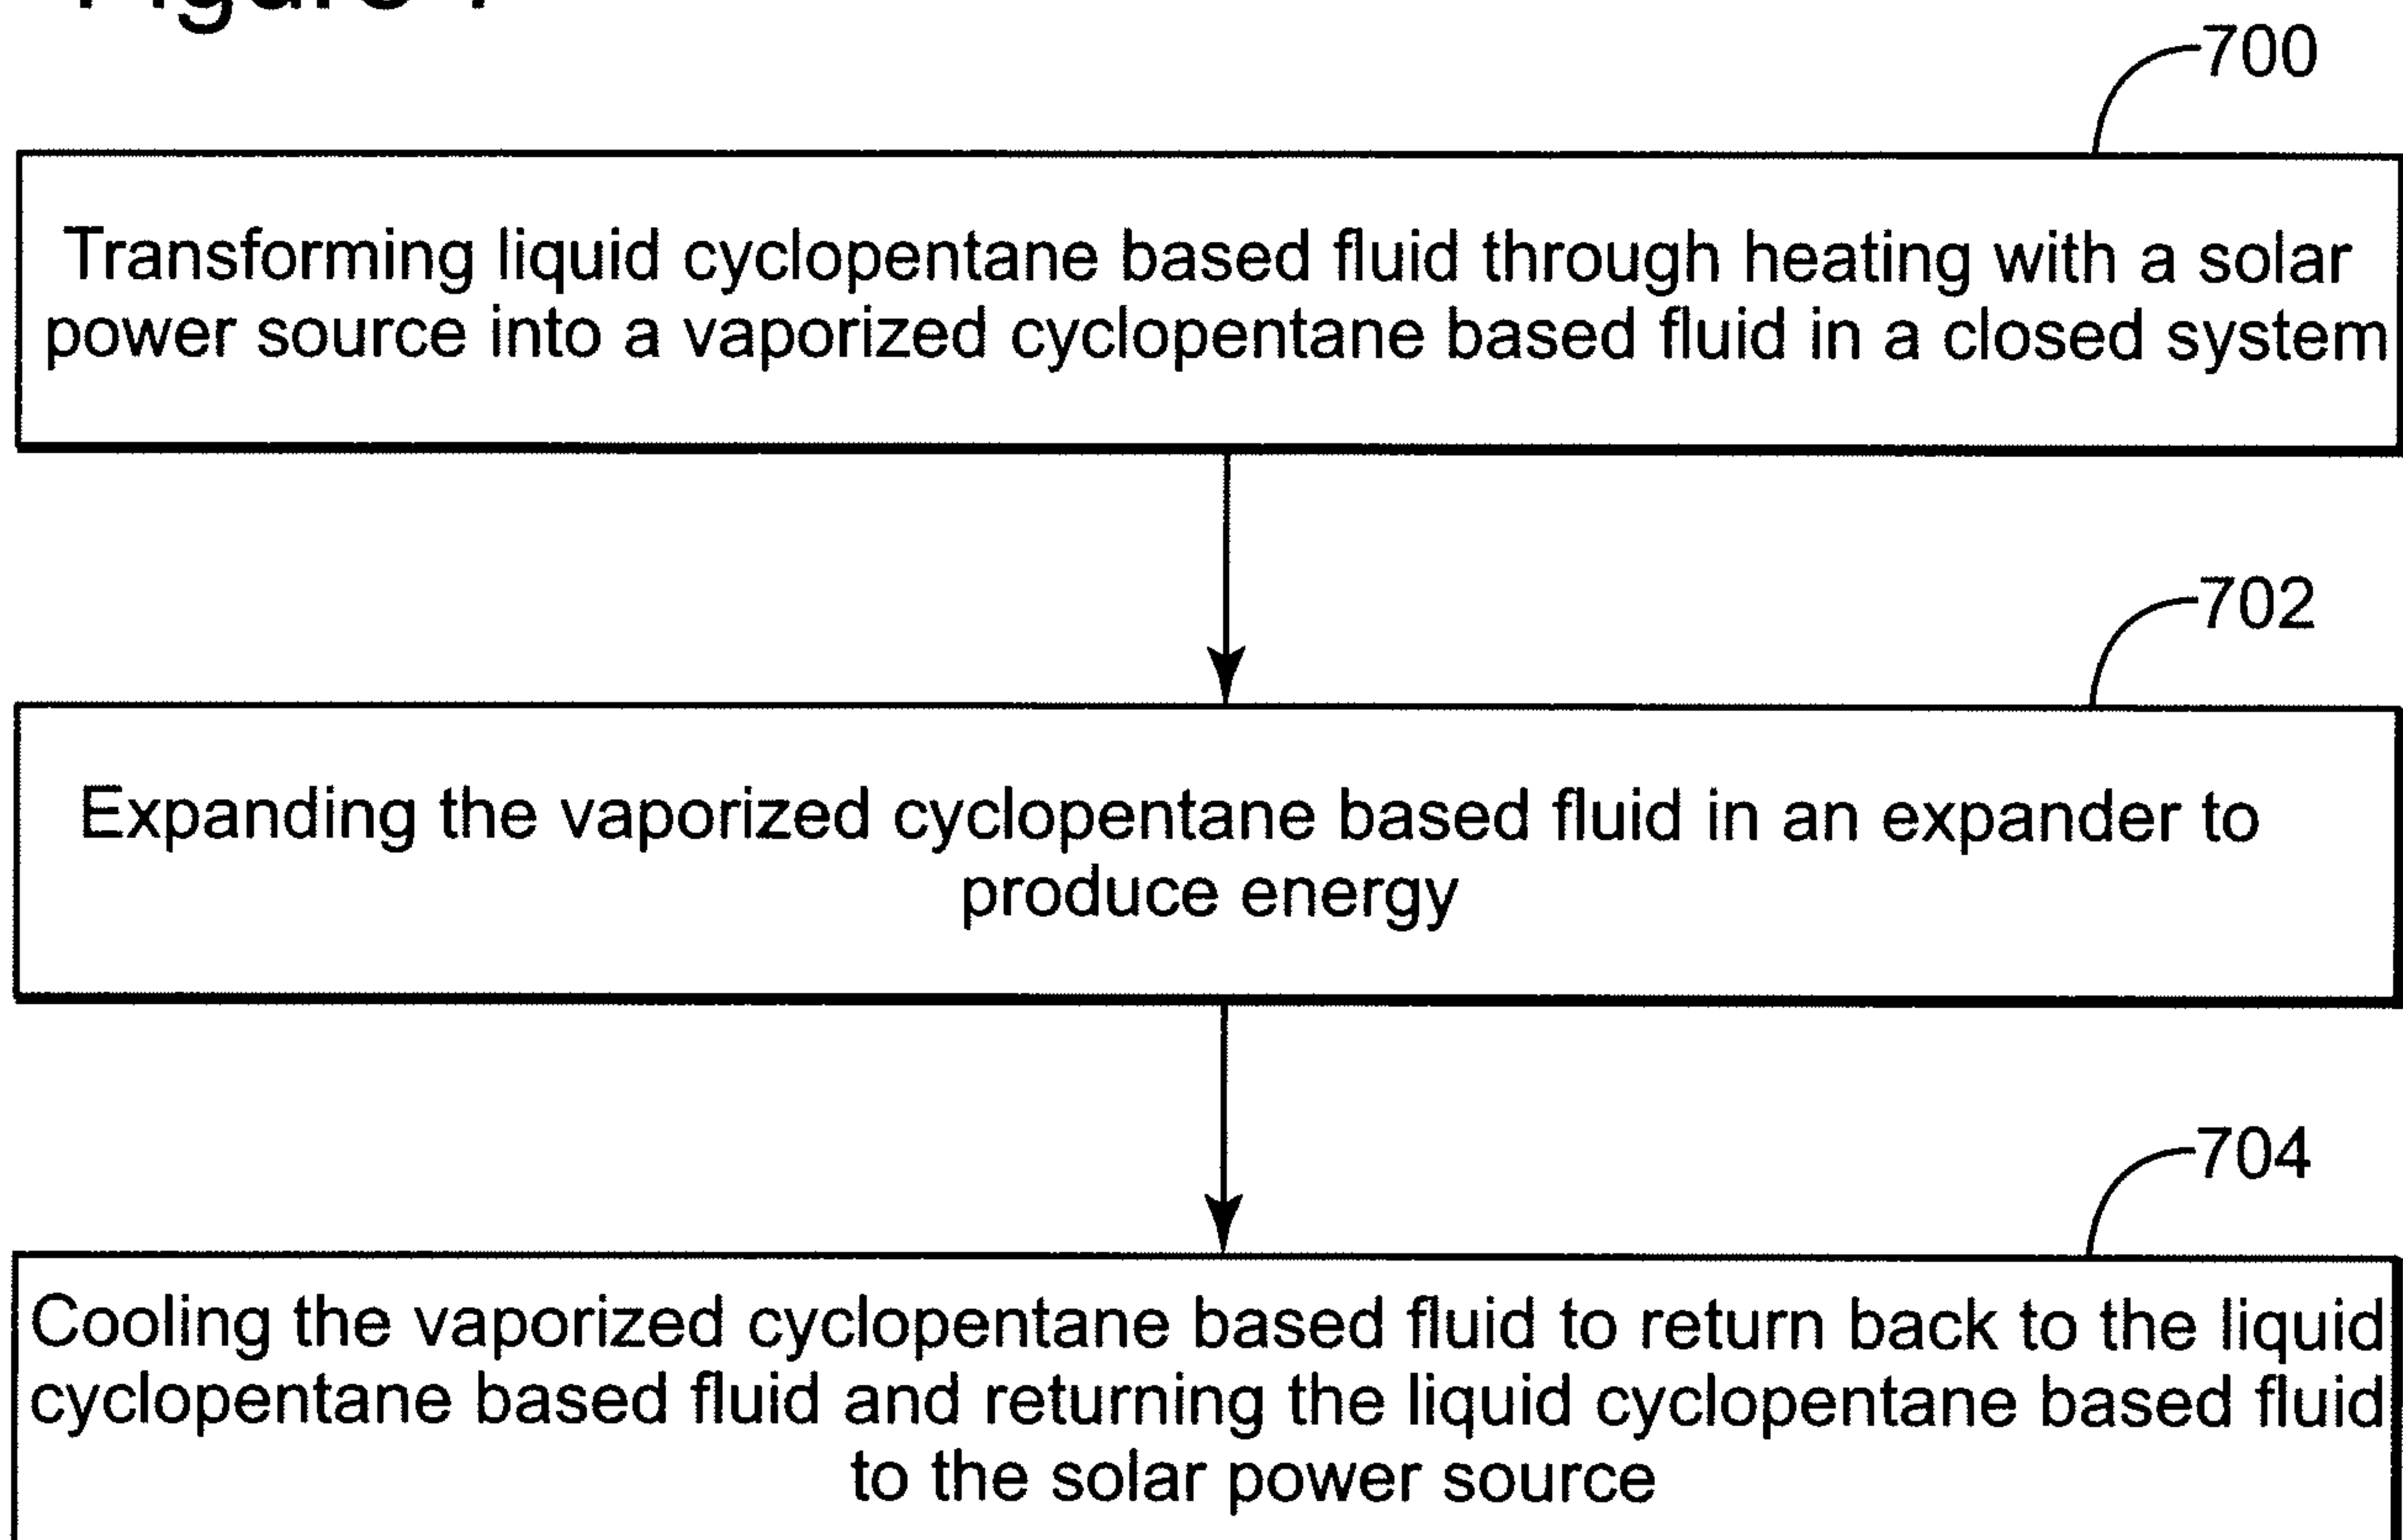 Figure 7
700
Transforming liquid cyclopentane based fluid through heating with a solar
power source into a vaporized cyclopentane based fluid in a closed system
702
Expanding the vaporized cyclopentane based fluid in an expander to
produce energy
704
Cooling the vaporized cyclopentane based fluid to return back to the liquid
cyclopentane based fluid and returning the liquid cyclopentane based fluid
to the solar power source